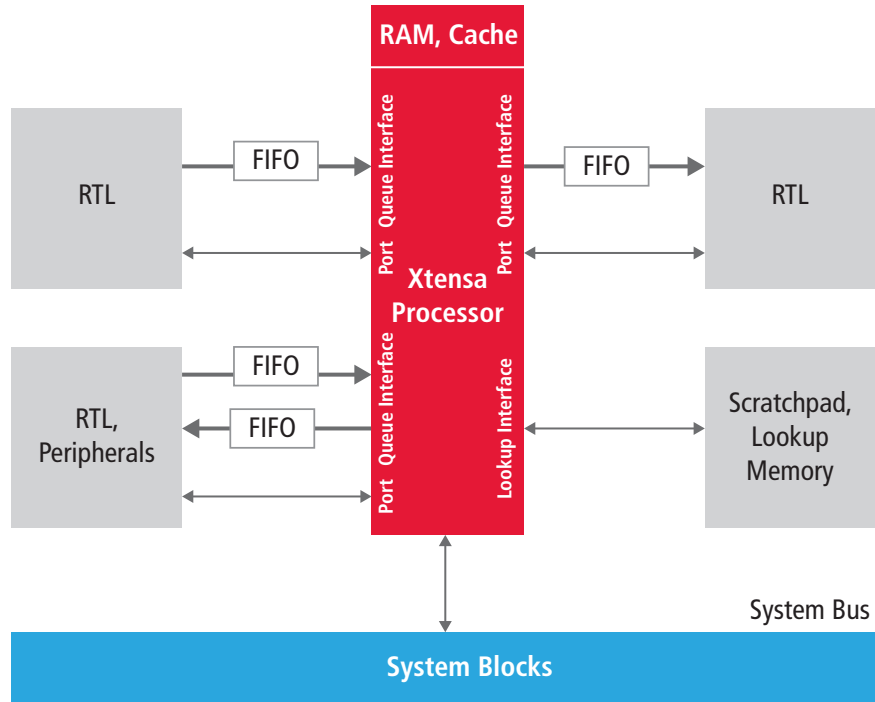 RAM, Cache
RTL
FIFO
Port Queue Interface
Port Queue Interface
FIFO
RTL
Xtensa
Processor
RTL,
Peripherals
FIFO
FIFO
Port Queue Interface
Lookup Interface
Scratchpad,
Lookup
Memory
System Bus
System Blocks